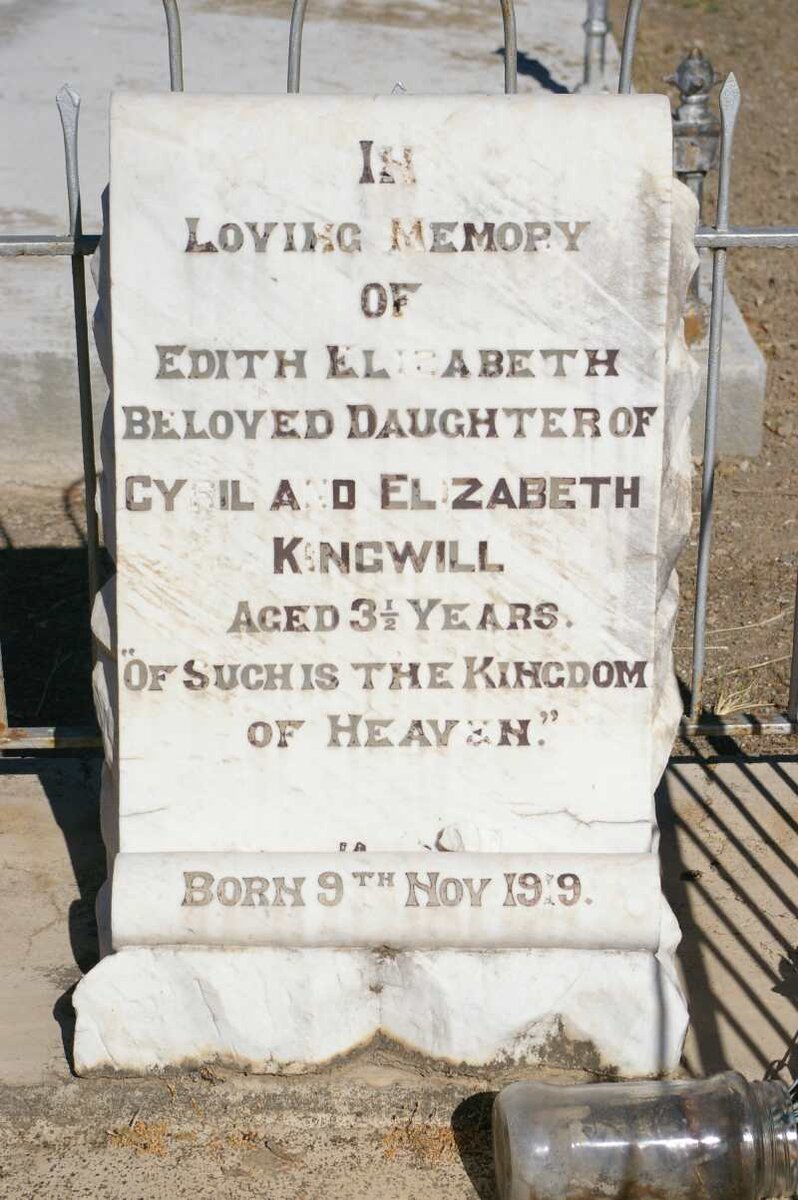 IN
LOVING MEMORY
OF
EDITH ELIZABETH
BELOVED DAUGHTER OF
CYRIL AND ELIZABETH
KINGWILL
AGED 3½ YEARS.
"OF SUCH IS THE KINGDOM
OF HEAVEN."
BORN 9TH NOV 1919.